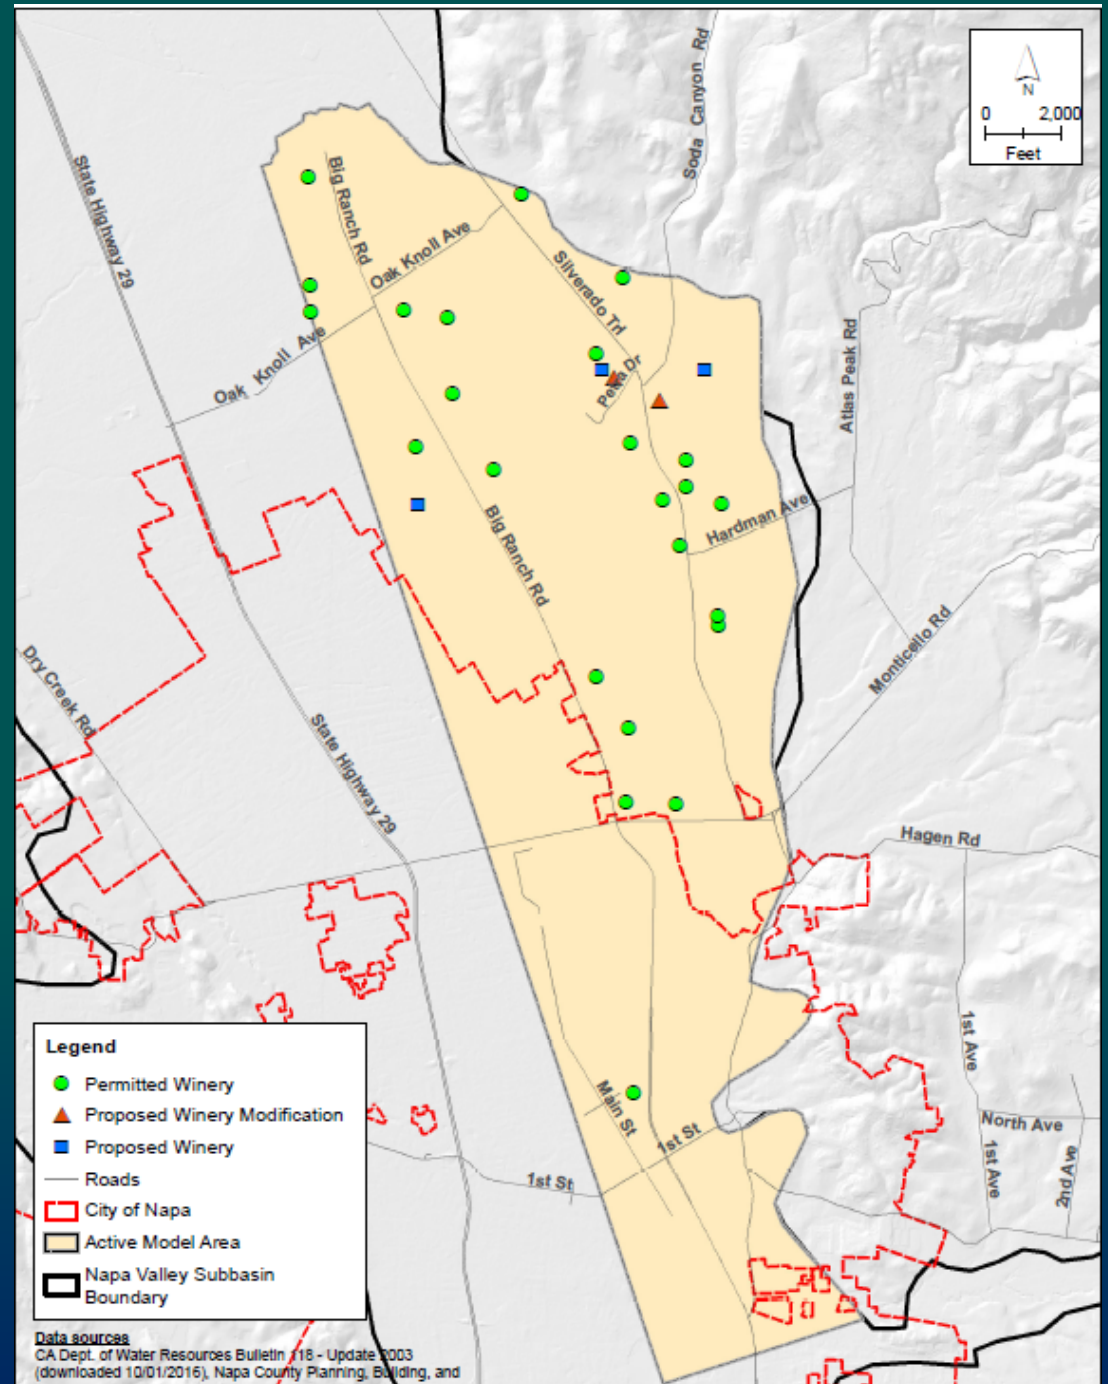 N
0 2,000
Feet
Soda Canyon Rd
State Highway 29
Big Ranch Rd
Oak Knoll Ave
Silverado Trl
Oak Knoll Ave
Petra Dr
Atlas Peak Rd
Big Ranch Rd
Hardman Ave
Monticello Rd
Dry Creek Rd
State Highway 29
Hagen Rd
1st Ave
Main St
1st St
1st St
North Ave
1st Ave
2nd Ave
Legend
Permitted Winery
Proposed Winery Modification
Proposed Winery
Roads
City of Napa
Active Model Area
Napa Valley Subbasin
Boundary
Data sources
CA Dept. of Water Resources Bulletin 118 - Update 2003
(downloaded 10/01/2016), Napa County Planning, Building, and